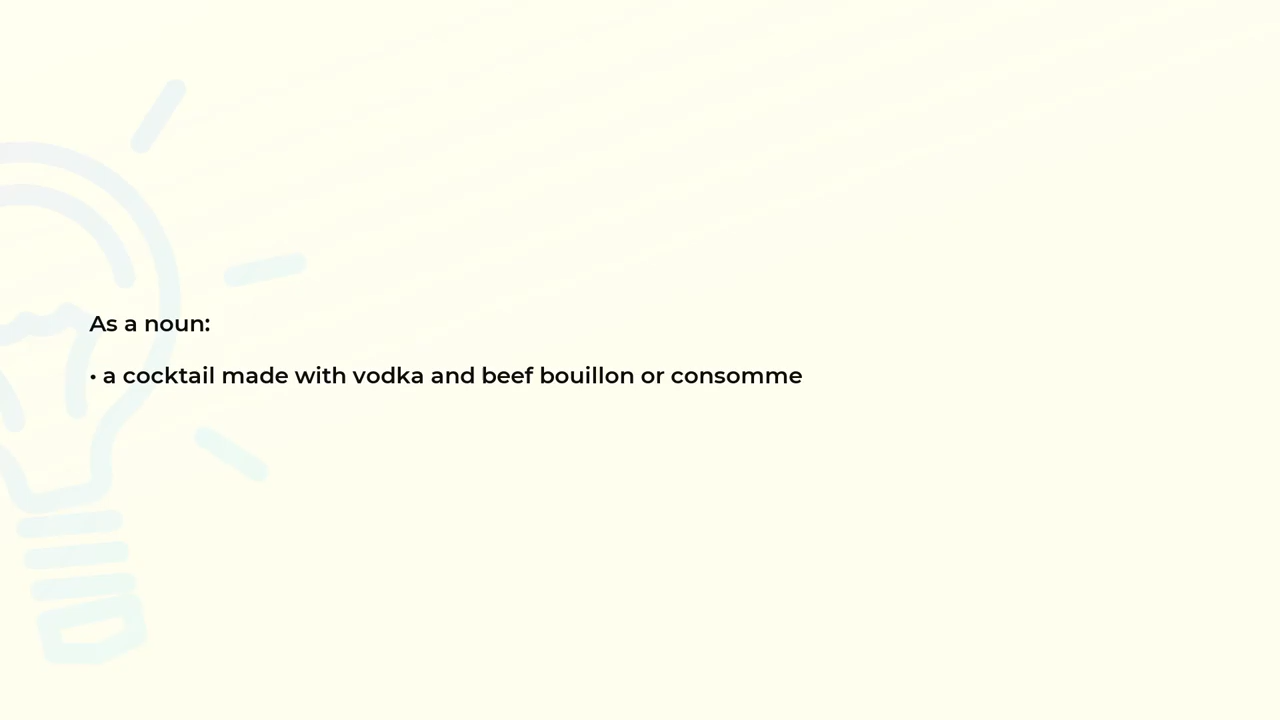 As a noun:
• a cocktail made with vodka and beef bouillon or consomme